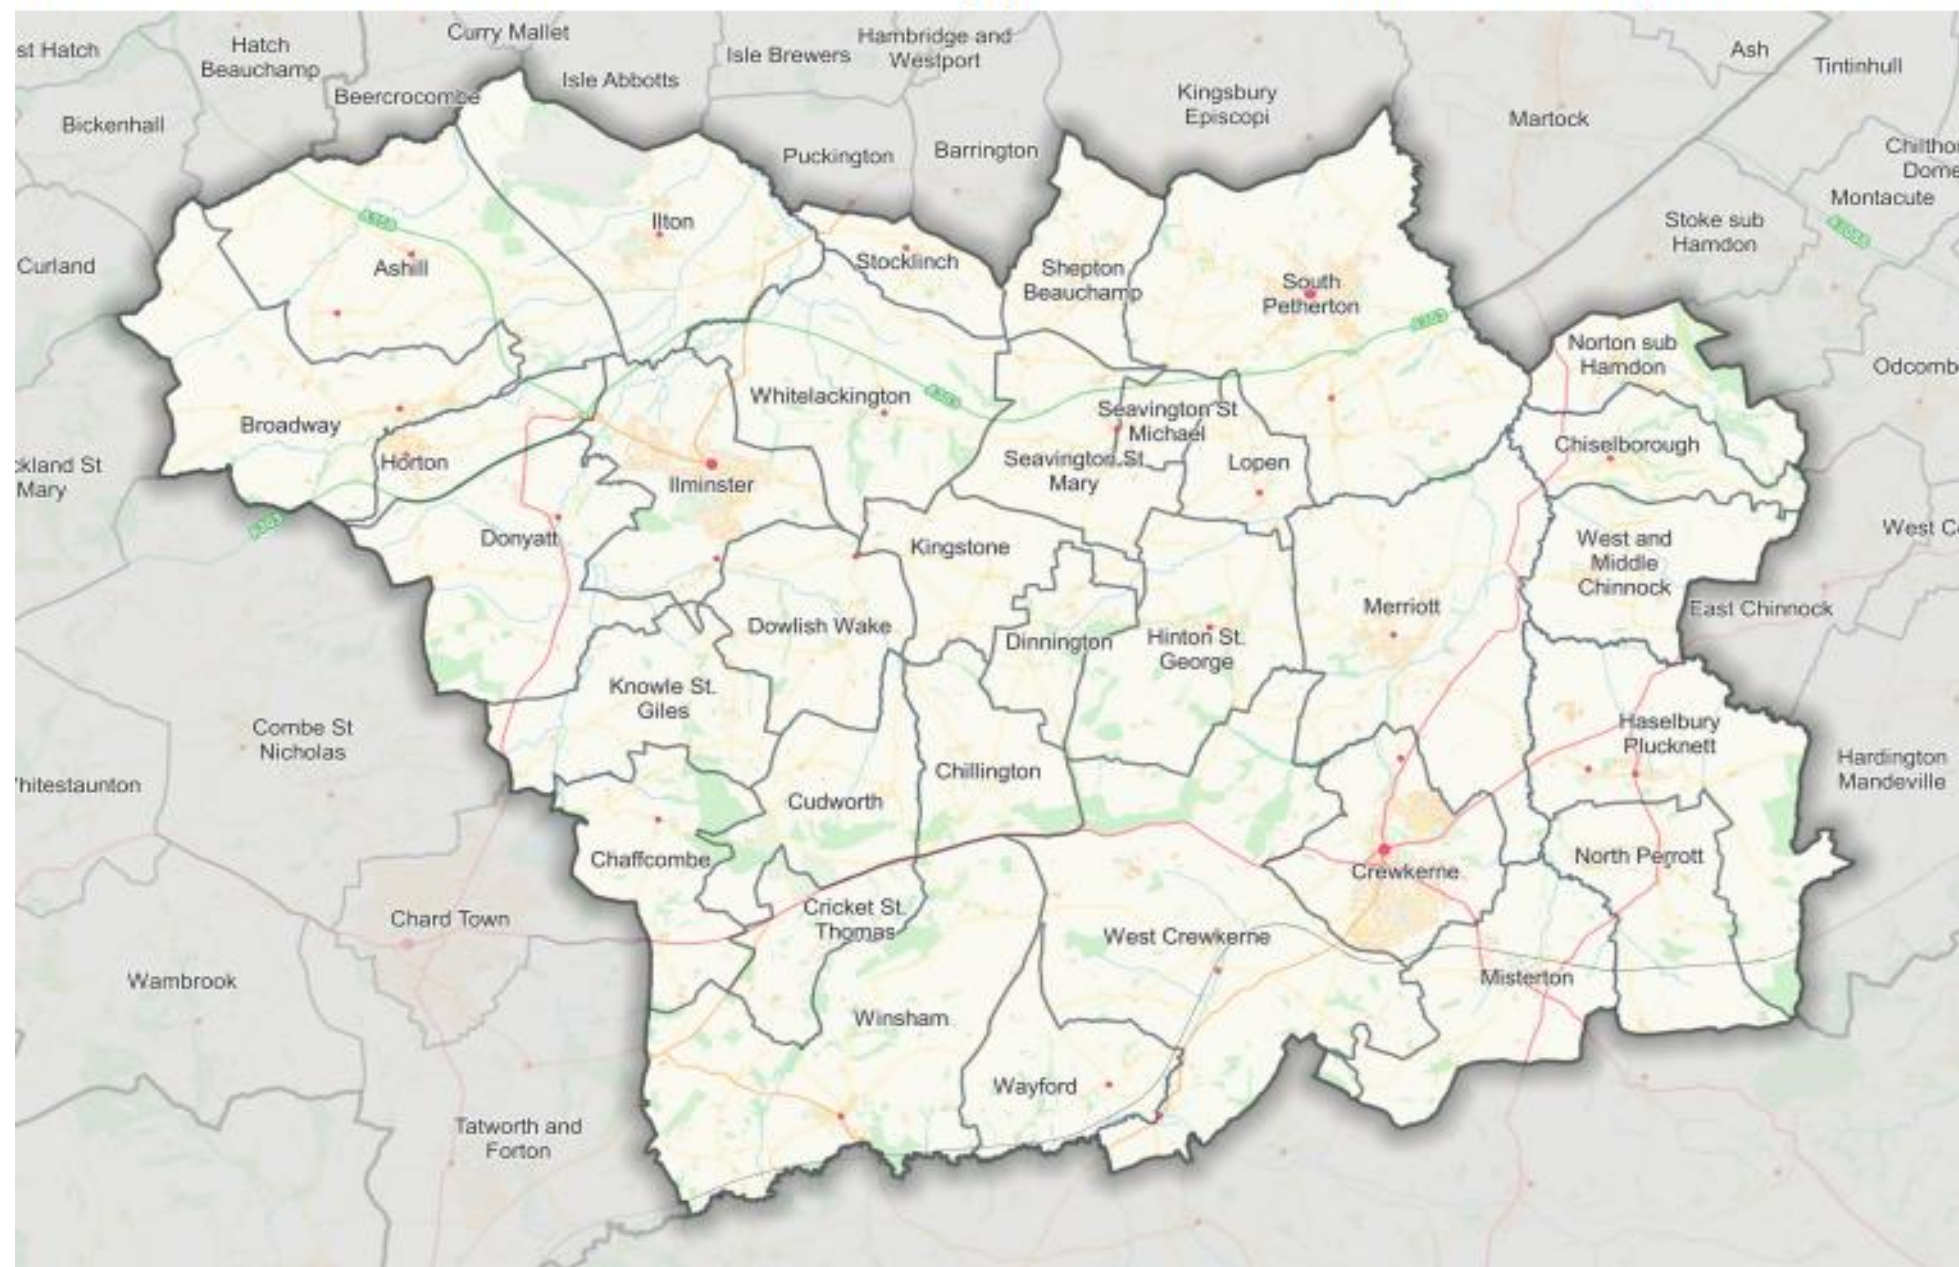 Curry Mallet
Hambridge and
Westport
Hatch
Beauchamp
st Hatch
Isle Brewers
Ash
Tintinhull
Isle Abbotts
Beercrocombe
Kingsbury
Episcopi
Martock
Bickenhall
Puckington
Barrington
Chiltho
Dome
Montacute
Stoke sub
Hamdon
Ilton
Curland
Ashill
Stocklinch
Shepton
Beauchamp
South
Petherton
Norton sub
Hamdon
Odcomb
Whitelackington
Broadway
Seavington St
Michael
Chiselborough
Horton
Seavington St
Mary
Lopen
ckland St
Mary
Ilminster
Donyatt
Kingstone
West and
Middle
Chinnock
West C
East Chinnock
Merriott
Dowlish Wake
Dinnington
Hinton St.
George
Knowle St.
Giles
Combe St
Nicholas
Haselbury
Plucknett
Hardington
Mandeville
Chillington
hitestaunton
Cudworth
Chaffcombe
Crewkerne
North Perrott
Chard Town
Cricket St.
Thomas
West Crewkerne
Wambrook
Misterton
Winsham
Wayford
Tatworth and
Forton